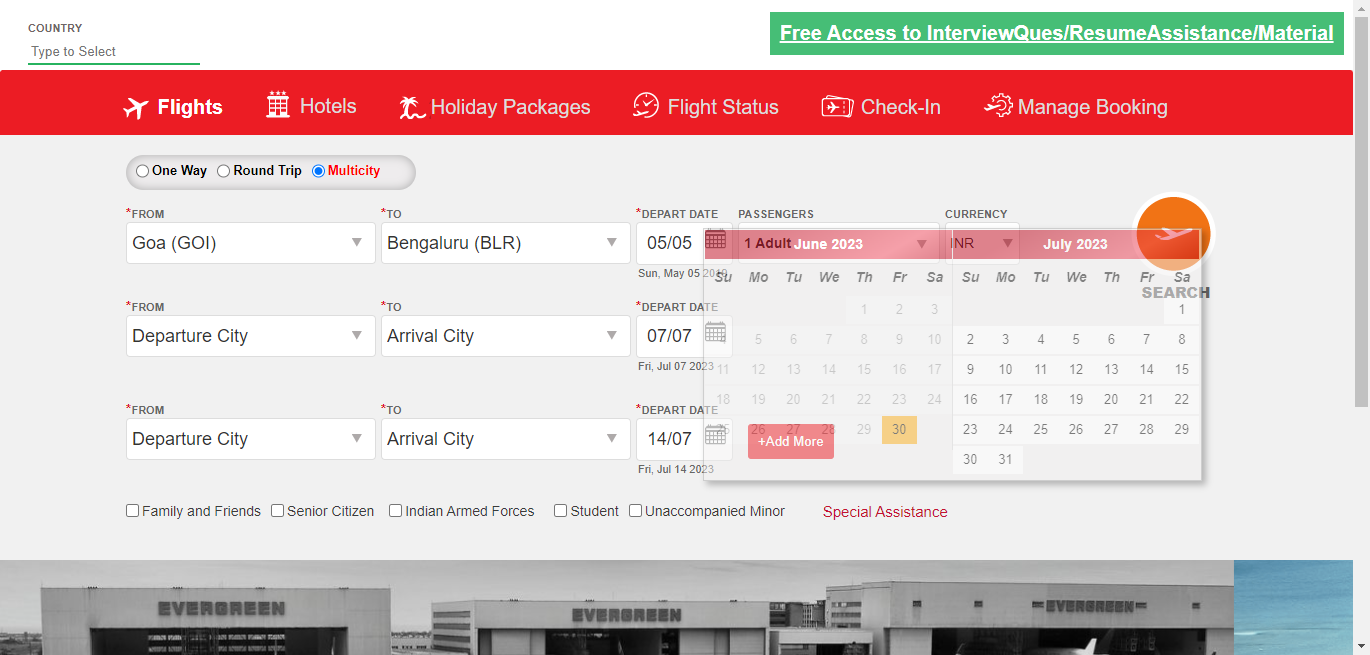 COUNTRY
Type to Select
Free Access to InterviewQues/ResumeAssistance/Material
Flights Hotels Holiday Packages Flight Status Check-In Manage Booking
One Way Round Trip Multicity
*FROM *TO *DEPART DATE PASSENGERS CURRENCY
Goa (GOI) Bengaluru (BLR) 05/05 1 Adult INR
June 2023 July 2023
Sun, May 05 2019
Su Mo Tu We Th Fr Sa Su Mo Tu We Th Fr Sa
SEARCH
*FROM *TO *DEPART DATE
1 2 3 1
Departure City Arrival City 07/07
4 5 6 7 8 9 10 2 3 4 5 6 7 8
Fri, Jul 07 2023
11 12 13 14 15 16 17 9 10 11 12 13 14 15
18 19 20 21 22 23 24 16 17 18 19 20 21 22
*FROM *TO *DEPART DATE
Departure City Arrival City 14/07
25 26 27 28 29 30 23 24 25 26 27 28 29
+Add More
30 31
Fri, Jul 14 2023
Family and Friends Senior Citizen Indian Armed Forces Student Unaccompanied Minor Special Assistance
EVERGREEN EVERGREEN EVERGREEN